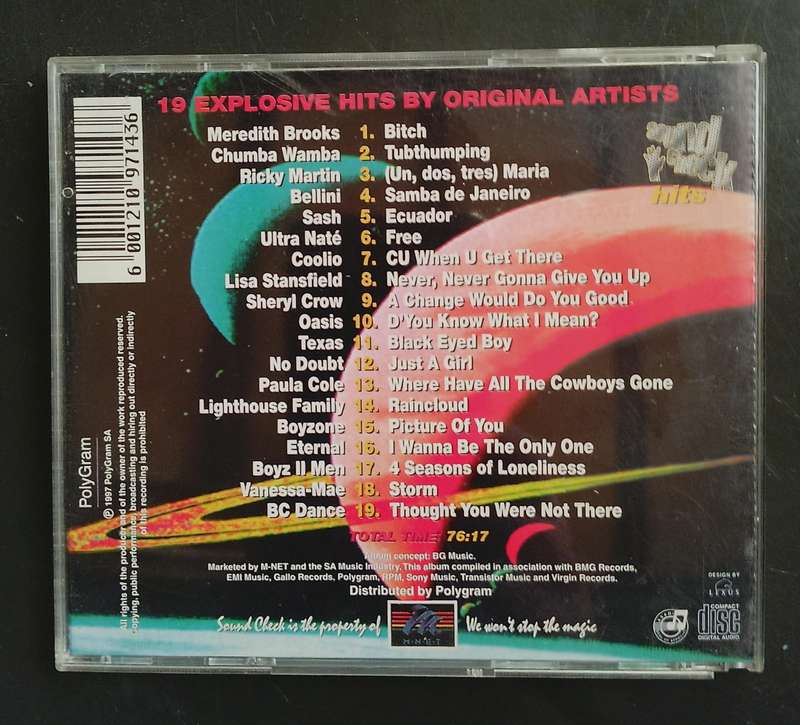 19 EXPLOSIVE HITS BY ORIGINAL ARTISTS
Meredith Brooks 1. Bitch
Chumba Wamba 2. Tubthumping
Ricky Martin 3. (Un, dos, tres) Maria
Bellini 4. Samba de Janeiro
Sash 5. Ecuador
Ultra Naté 6. Free
Coolio 7. CU When U Get There
Lisa Stansfield 8. Never, Never Gonna Give You Up
Sheryl Crow 9. A Change Would Do You Good
Oasis 10. D'You Know What I Mean?
Texas 11. Black Eyed Boy
No Doubt 12. Just A Girl
Paula Cole 13. Where Have All The Cowboys Gone
Lighthouse Family 14. Raincloud
Boyzone 15. Picture Of You
Eternal 16. I Wanna Be The Only One
Boyz II Men 17. 4 Seasons of Loneliness
Vanessa-Mae 18. Storm
BC Dance 19. Thought You Were Not There
TOTAL TIME 76:17
Album concept: BG Music.
Marketed by M-NET and the SA Music Industry. This album compiled in association with BMG Records,
EMI Music, Gallo Records, Polygram, RPM, Sony Music, Transistor Music and Virgin Records.
Distributed by Polygram
Sound Check is the property of M-NET We won't stop the magic
sound check
hits
6 001210 971436
PolyGram
℗ 1997 PolyGram SA
All rights of the producer and of the owner of the work reproduced reserved.
copying, public performance, broadcasting and hiring out directly or indirectly
of this recording is prohibited
DESIGN BY
LEXUS
COMPACT
disc
DIGITAL AUDIO